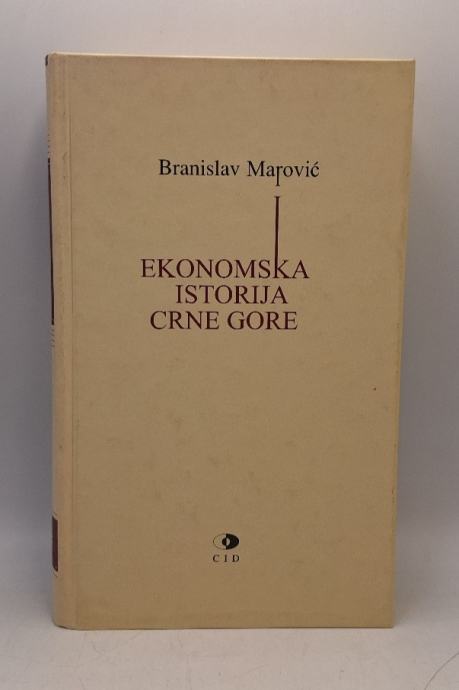 Branislav Marović
EKONOMSKA
ISTORIJA
CRNE GORE
CID